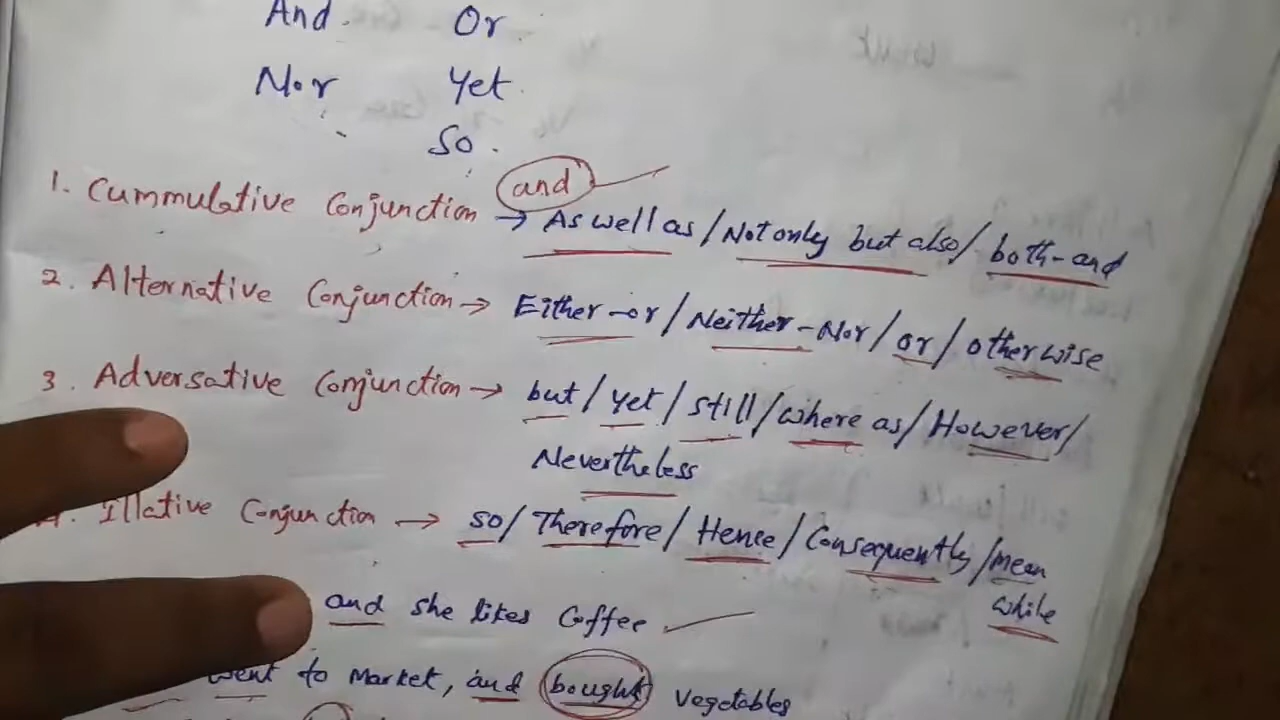 And Or
Nor Yet
So
1. Cummulative Conjunction → (and) As well as / Not only but also / both-and
2. Alternative Conjunction → Either-or / Neither-Nor / or / otherwise
3. Adversative Conjunction → but / yet / still / where as / However /
Nevertheless
Illative Conjunction → so / Therefore / Hence / Consequently / mean
while
and she likes Coffee
went to market, and bought vegetables